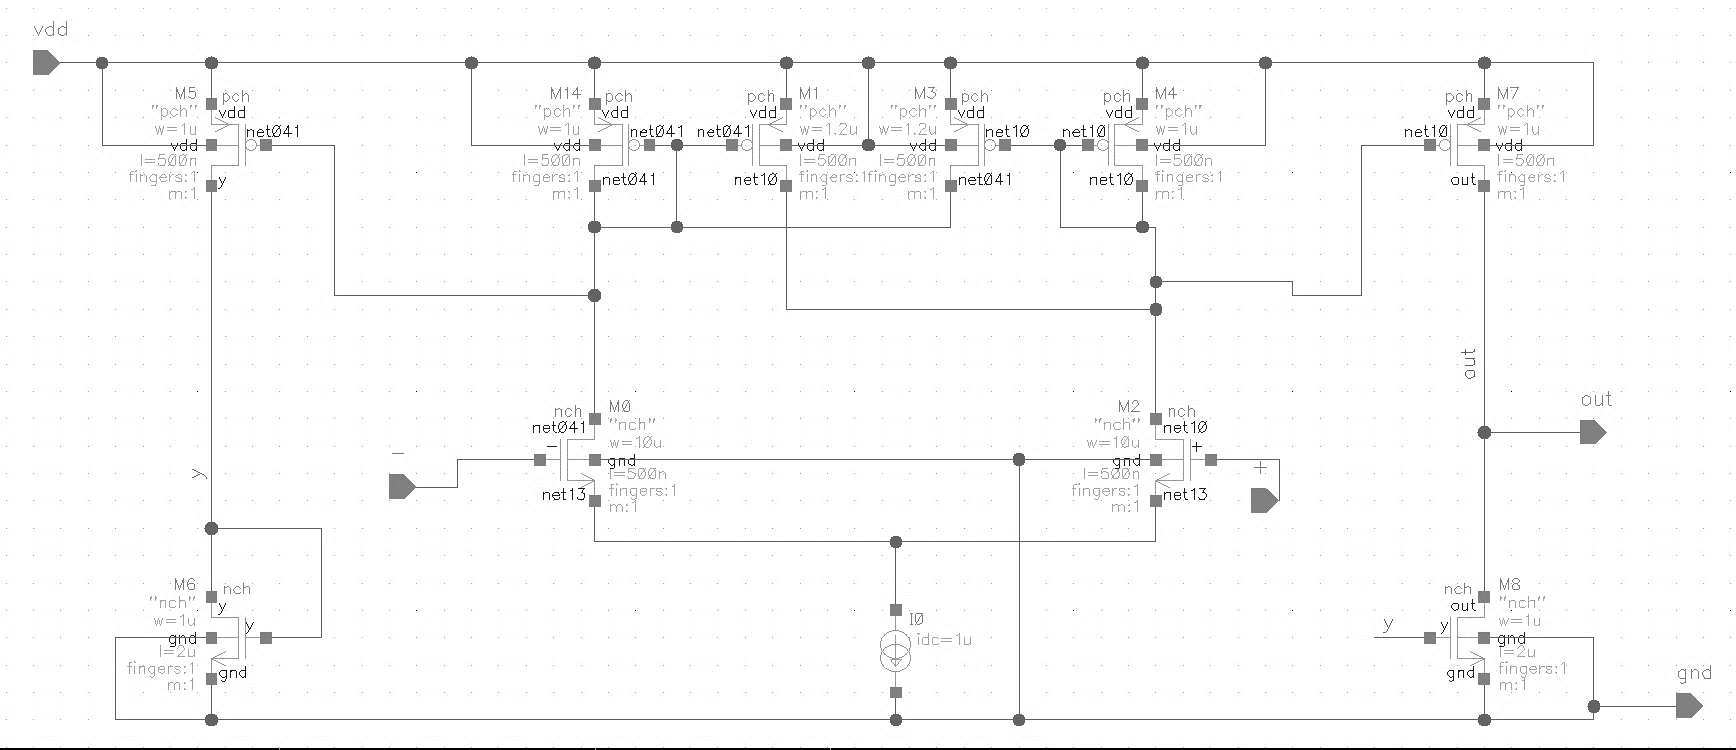 vdd
M5 pch
vdd
"pch"
w=1u
net041
vdd
l=500n
fingers:1
y
m:1
M14 pch
vdd
"pch"
w=1u
net041
vdd
l=500n
fingers:1
net041
m:1
pch M1
vdd
"pch"
w=1.2u
net041
vdd
l=500n
fingers:1
net10
m:1
M3 pch
vdd
"pch"
w=1.2u
net10
vdd
l=500n
fingers:1
net041
m:1
pch M4
vdd
"pch"
w=1u
net10
vdd
l=500n
fingers:1
net10
m:1
pch M7
vdd
"pch"
w=1u
net10
vdd
l=500n
fingers:1
out
m:1
out
out
y
nch M0
net041
"nch"
w=10u
-
gnd
l=500n
fingers:1
net13
m:1
-
M2 nch
net10
"nch"
w=10u
+
gnd
l=500n
fingers:1
net13
m:1
+
M6 nch
"nch"
y
w=1u
y
gnd
l=2u
fingers:1
gnd
m:1
I0
idc=1u
nch M8
"nch"
out
w=1u
y
y
gnd
l=2u
fingers:1
gnd
m:1
gnd